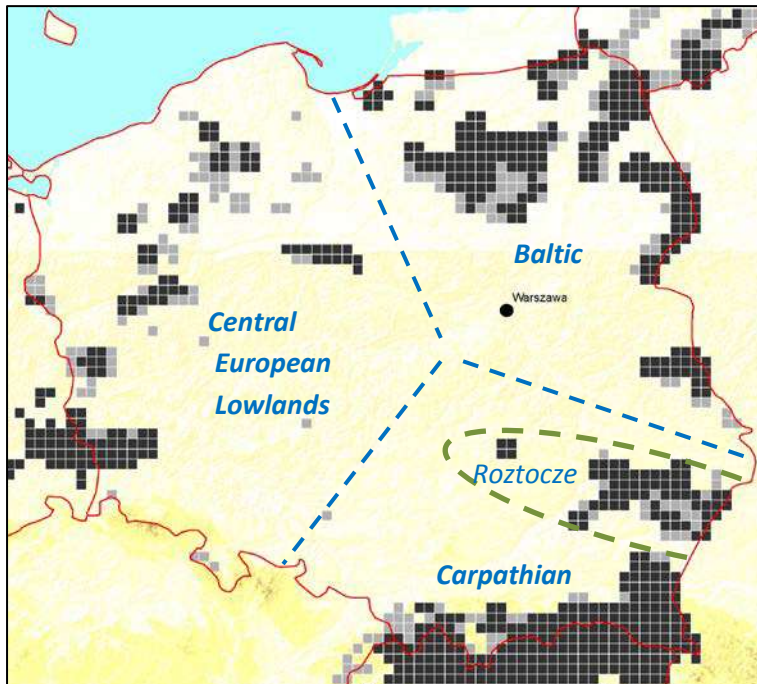 Baltic
Warszawa
Central
European
Lowlands
Roztocze
Carpathian